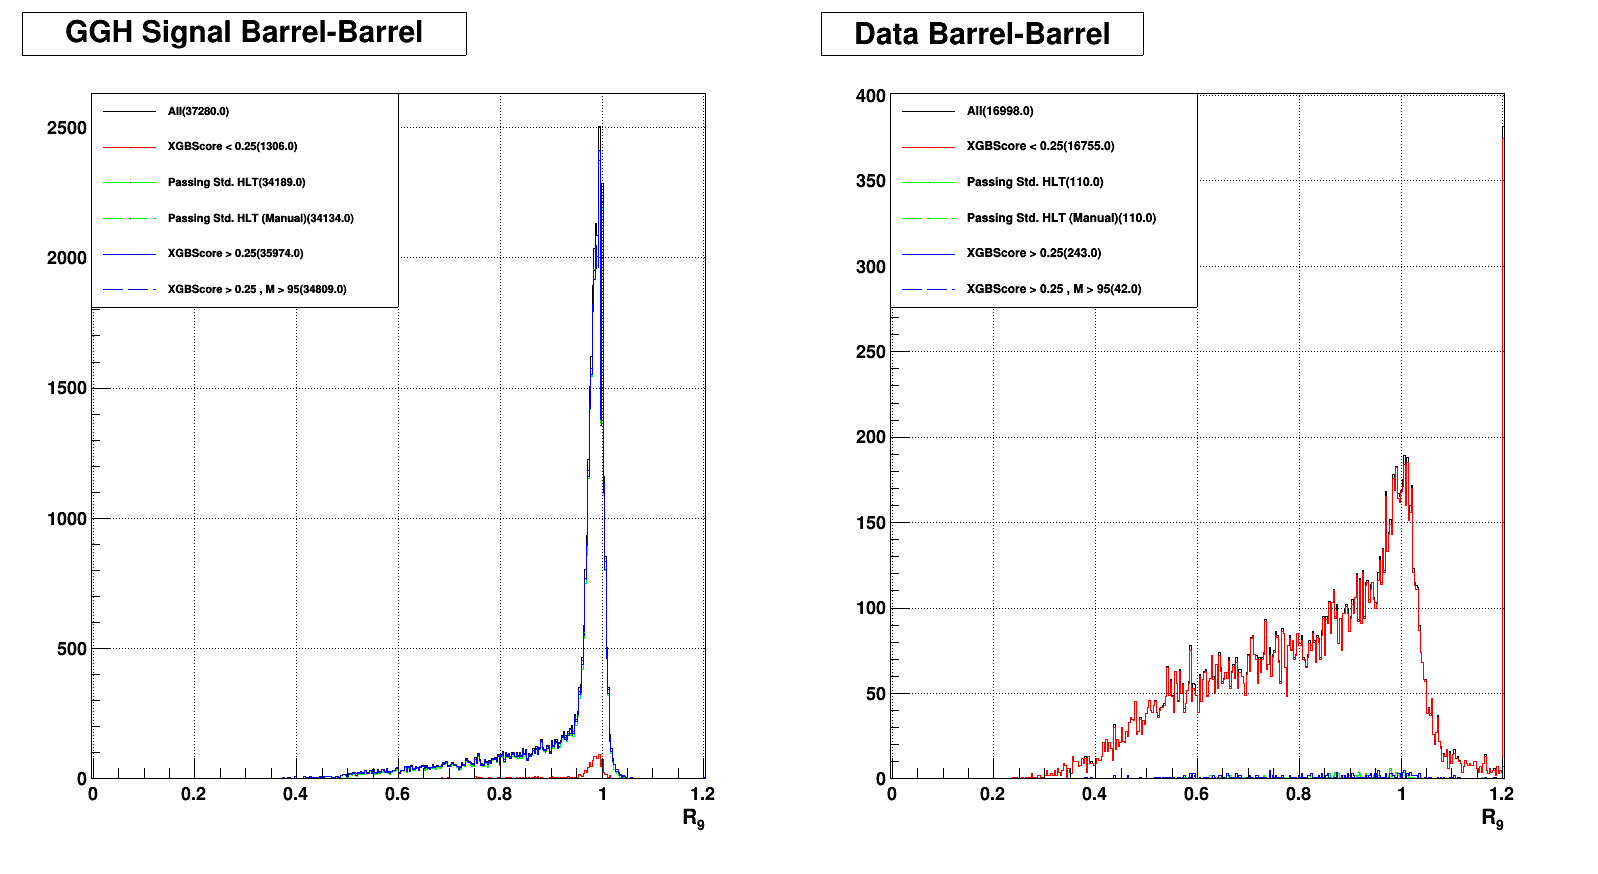 GGH Signal Barrel-Barrel
All(37280.0)
XGBScore < 0.25(1306.0)
Passing Std. HLT(34189.0)
Passing Std. HLT (Manual)(34134.0)
XGBScore > 0.25(35974.0)
XGBScore > 0.25 , M > 95(34809.0)
2500
2000
1500
1000
500
0
0 0.2 0.4 0.6 0.8 1 1.2
R9
Data Barrel-Barrel
All(16998.0)
XGBScore < 0.25(16755.0)
Passing Std. HLT(110.0)
Passing Std. HLT (Manual)(110.0)
XGBScore > 0.25(243.0)
XGBScore > 0.25 , M > 95(42.0)
400
350
300
250
200
150
100
50
0
0 0.2 0.4 0.6 0.8 1 1.2
R9